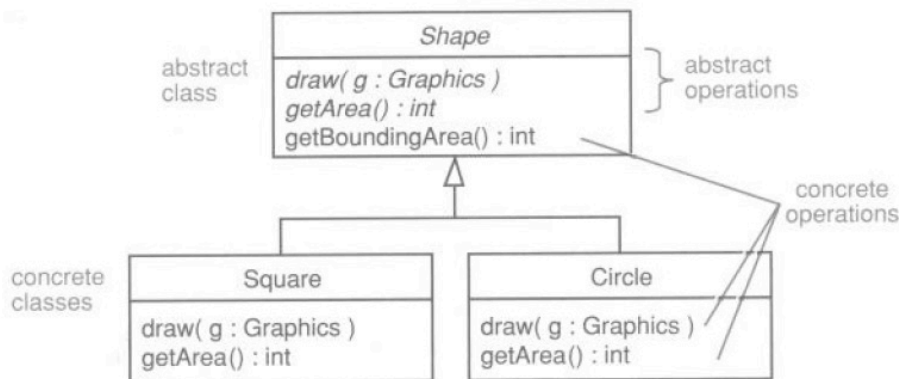 Shape
abstract
class
draw( g : Graphics )
getArea() : int
getBoundingArea() : int
abstract
operations
concrete
operations
concrete
classes
Square
draw( g : Graphics )
getArea() : int
Circle
draw( g : Graphics )
getArea() : int